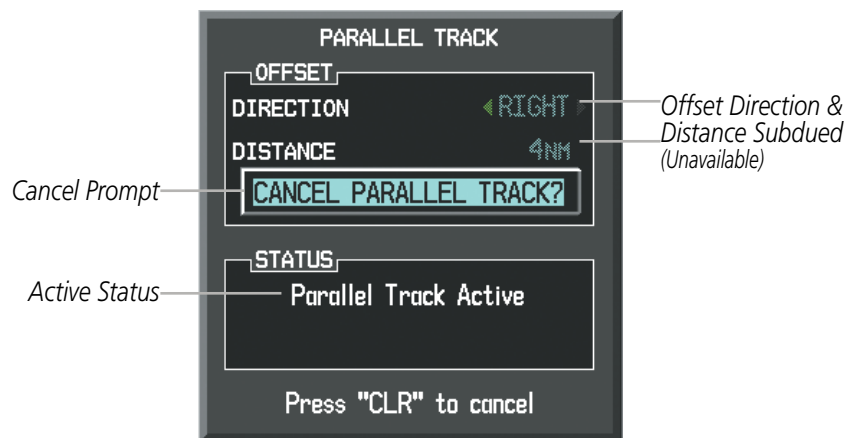 PARALLEL TRACK
OFFSET
DIRECTION
RIGHT
Offset Direction &
Distance Subdued
(Unavailable)
DISTANCE
4NM
Cancel Prompt
CANCEL PARALLEL TRACK?
STATUS
Active Status
Parallel Track Active
Press "CLR" to cancel